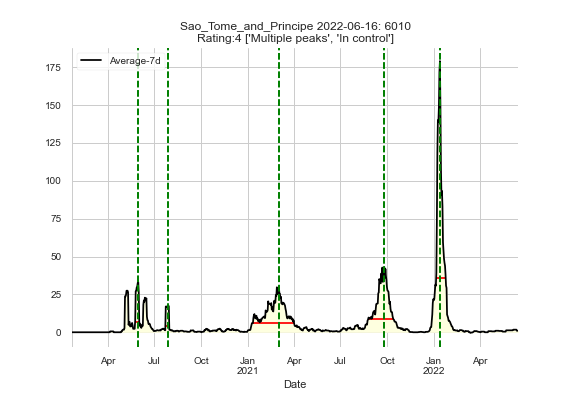 Sao_Tome_and_Principe 2022-06-16: 6010
Rating:4 ['Multiple peaks', 'In control']
Average-7d
175
150
125
100
75
50
25
0
Apr Jul Oct Jan Apr Jul Oct Jan Apr
2021 2022
Date